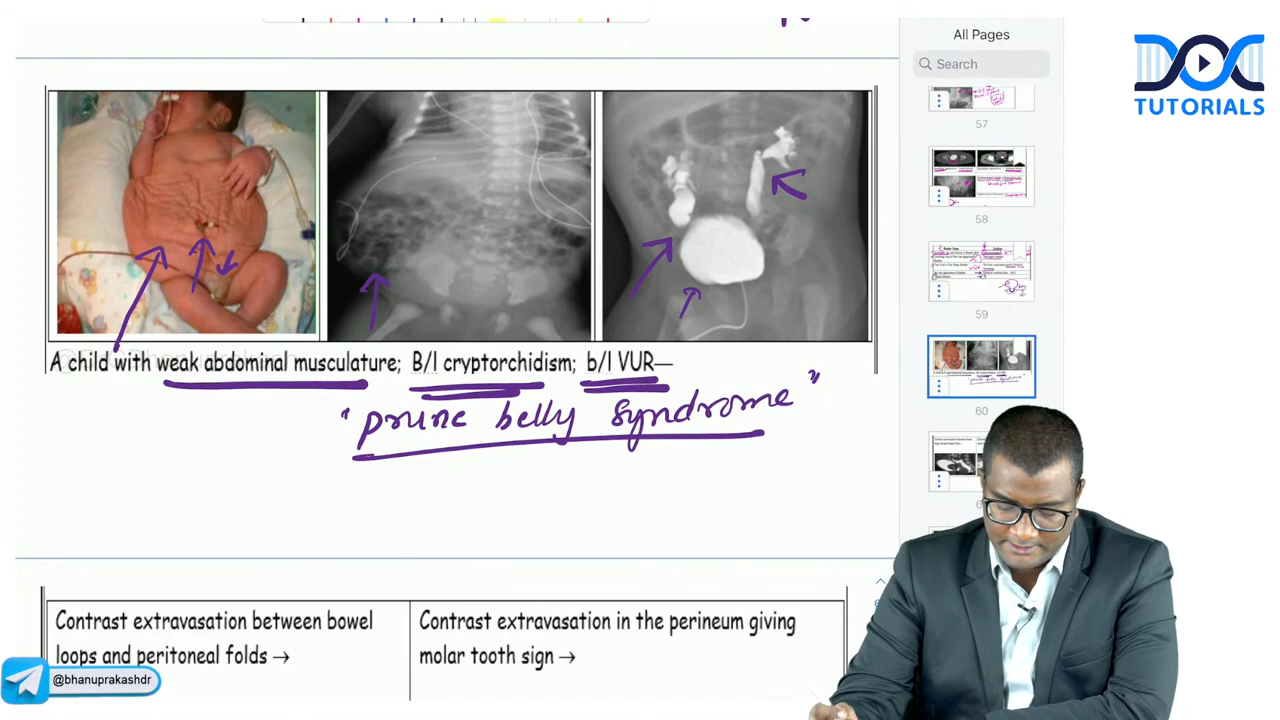 All Pages
Search
DOC
TUTORIALS
57
58
59
60
A child with weak abdominal musculature; B/l cryptorchidism; b/l VUR—
"prune belly syndrome"
Contrast extravasation between bowel
loops and peritoneal folds →
Contrast extravasation in the perineum giving
molar tooth sign →
@bhanuprakashdr